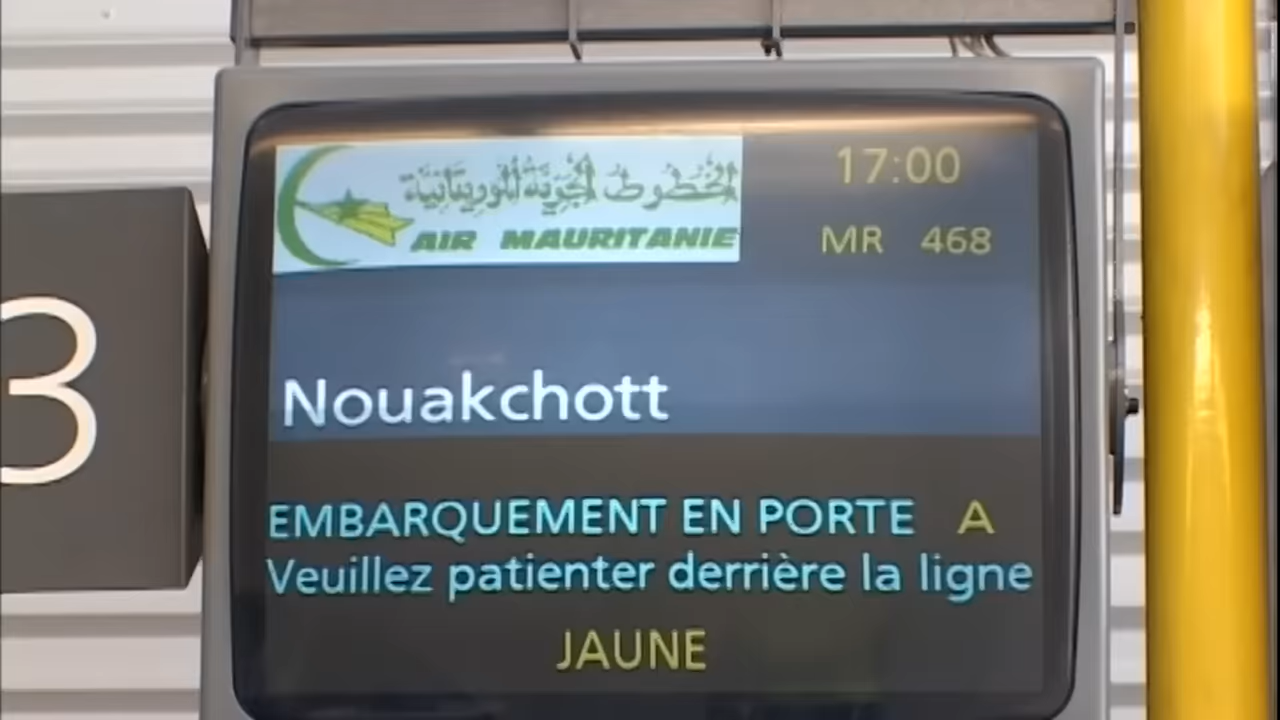 3
الخطوط الجوية الموريتانية
AIR MAURITANIE
17:00
MR 468
Nouakchott
EMBARQUEMENT EN PORTE A
Veuillez patienter derrière la ligne
JAUNE